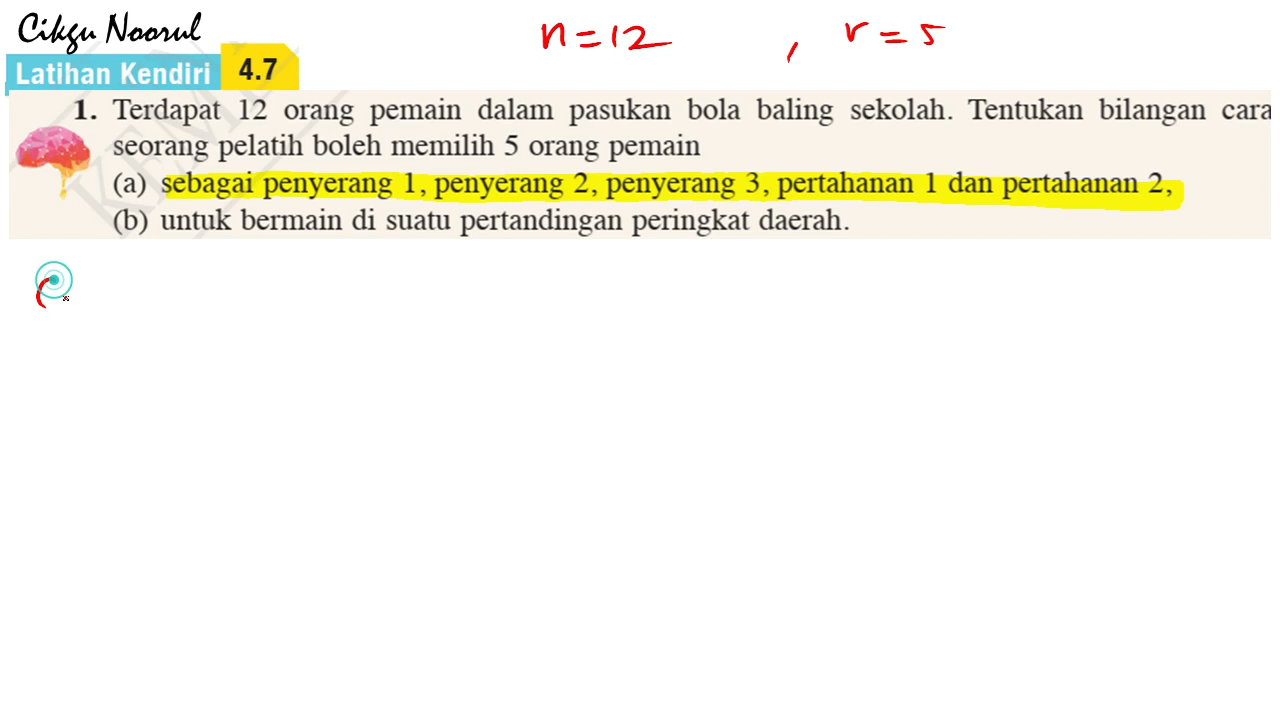 Cikgu Noorul
n=12 , r=5
Latihan Kendiri 4.7
1. Terdapat 12 orang pemain dalam pasukan bola baling sekolah. Tentukan bilangan cara
seorang pelatih boleh memilih 5 orang pemain
(a) sebagai penyerang 1, penyerang 2, penyerang 3, pertahanan 1 dan pertahanan 2,
(b) untuk bermain di suatu pertandingan peringkat daerah.
(